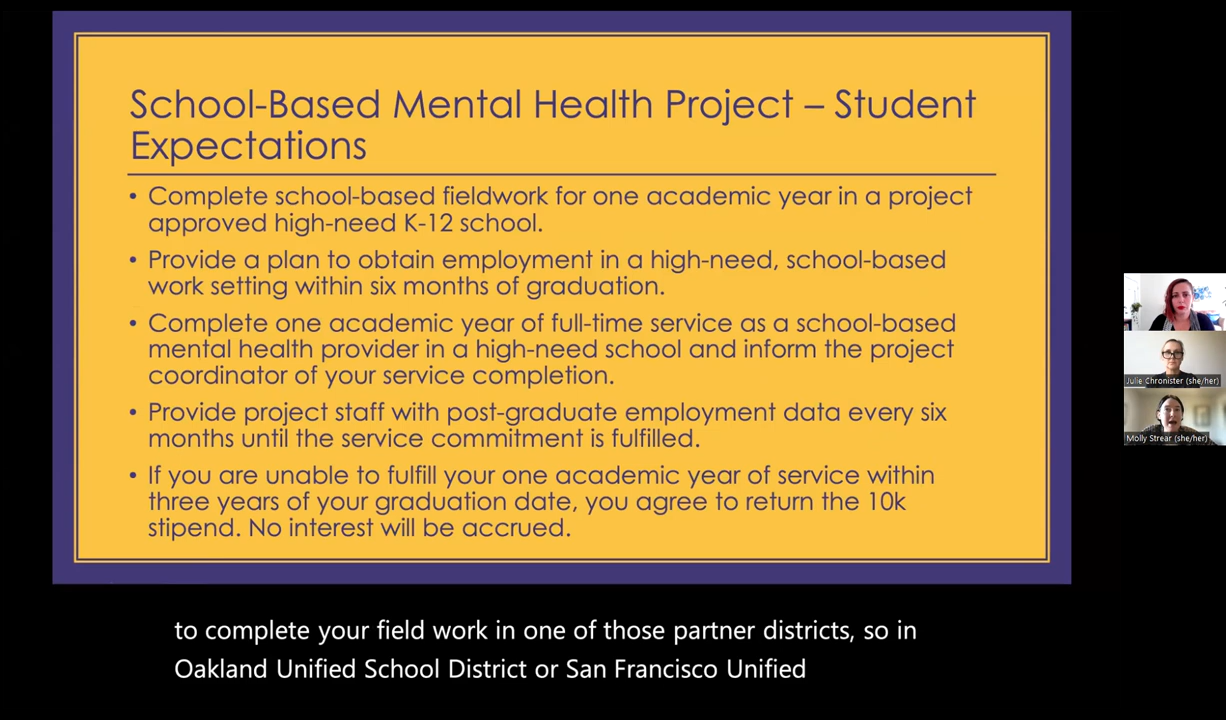 School-Based Mental Health Project – Student
Expectations
• Complete school-based fieldwork for one academic year in a project
approved high-need K-12 school.
• Provide a plan to obtain employment in a high-need, school-based
work setting within six months of graduation.
• Complete one academic year of full-time service as a school-based
mental health provider in a high-need school and inform the project
coordinator of your service completion.
• Provide project staff with post-graduate employment data every six
months until the service commitment is fulfilled.
• If you are unable to fulfill your one academic year of service within
three years of your graduation date, you agree to return the 10k
stipend. No interest will be accrued.
Julie Chronister (she/her)
Molly Strear (she/her)
to complete your field work in one of those partner districts, so in
Oakland Unified School District or San Francisco Unified